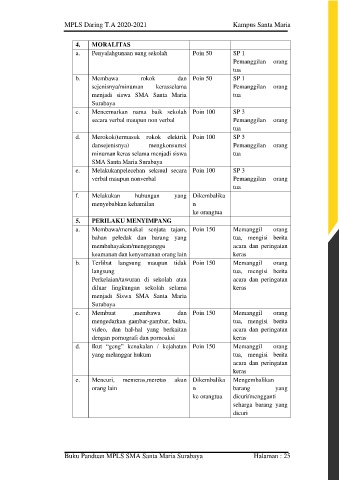 MPLS Daring T.A 2020-2021 Kampus Santa Maria
4. MORALITAS
a. Penyalahgunaan uang sekolah Poin 50 SP 1
Pemanggilan orang
tua
b. Membawa rokok dan Poin 50 SP 1
sejenisnya/minuman kerasselama Pemanggilan orang
menjadi siswa SMA Santa Maria tua
Surabaya
c. Mencemarkan nama baik sekolah Poin 100 SP 3
secara verbal maupun non verbal Pemanggilan orang
tua
d. Merokok(termasuk rokok elektrik Poin 100 SP 3
dansejenisnya) mengkonsumsi Pemanggilan orang
minuman keras selama menjadi siswa tua
SMA Santa Maria Surabaya
e. Melakukanpelecehan seksual secara Poin 100 SP 3
verbal maupun nonverbal Pemanggilan orang
tua
f. Melakukan hubungan yang Dikembalika
menyebabkan kehamilan n
ke orangtua
5. PERILAKU MENYIMPANG
a. Membawa/memakai senjata tajam, Poin 150 Memanggil orang
bahan peledak dan barang yang tua, mengisi berita
membahayakan/mengganggu acara dan peringatan
keamanan dan kenyamanan orang lain keras
b. Terlibat langsung maupun tidak Poin 150 Memanggil orang
langsung tua, mengisi berita
Perkelaian/tawuran di sekolah atau acara dan peringatan
diluar lingkungan sekolah selama keras
menjadi Siswa SMA Santa Maria
Surabaya
c. Membuat ,membawa dan Poin 150 Memanggil orang
mengedarkan gambar-gambar, buku, tua, mengisi berita
video, dan hal-hal yang berkaitan acara dan peringatan
dengan pornografi dan pornoaksi keras
d. Ikut "geng" kenakalan / kejahatan Poin 150 Memanggil orang
yang melanggar hukum tua, mengisi berita
acara dan peringatan
keras
e. Mencuri, memeras,meretas akun Dikembalika Mengembalikan
orang lain n barang yang
ke orangtua dicuri/mengganti
seharga barang yang
dicuri
Buku Panduan MPLS SMA Santa Maria Surabaya Halaman : 25